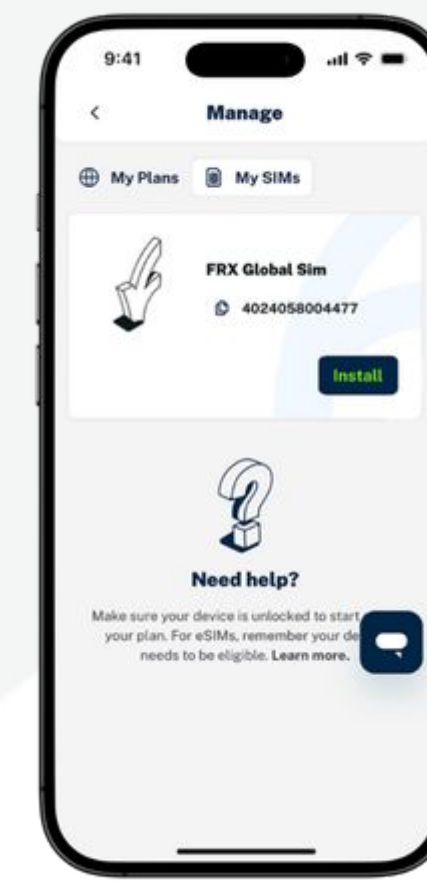 9:41
Manage
My Plans My SIMs
FRX Global Sim
4024058004477
Install
Need help?
Make sure your device is unlocked to start
your plan. For eSIMs, remember your de
needs to be eligible. Learn more.